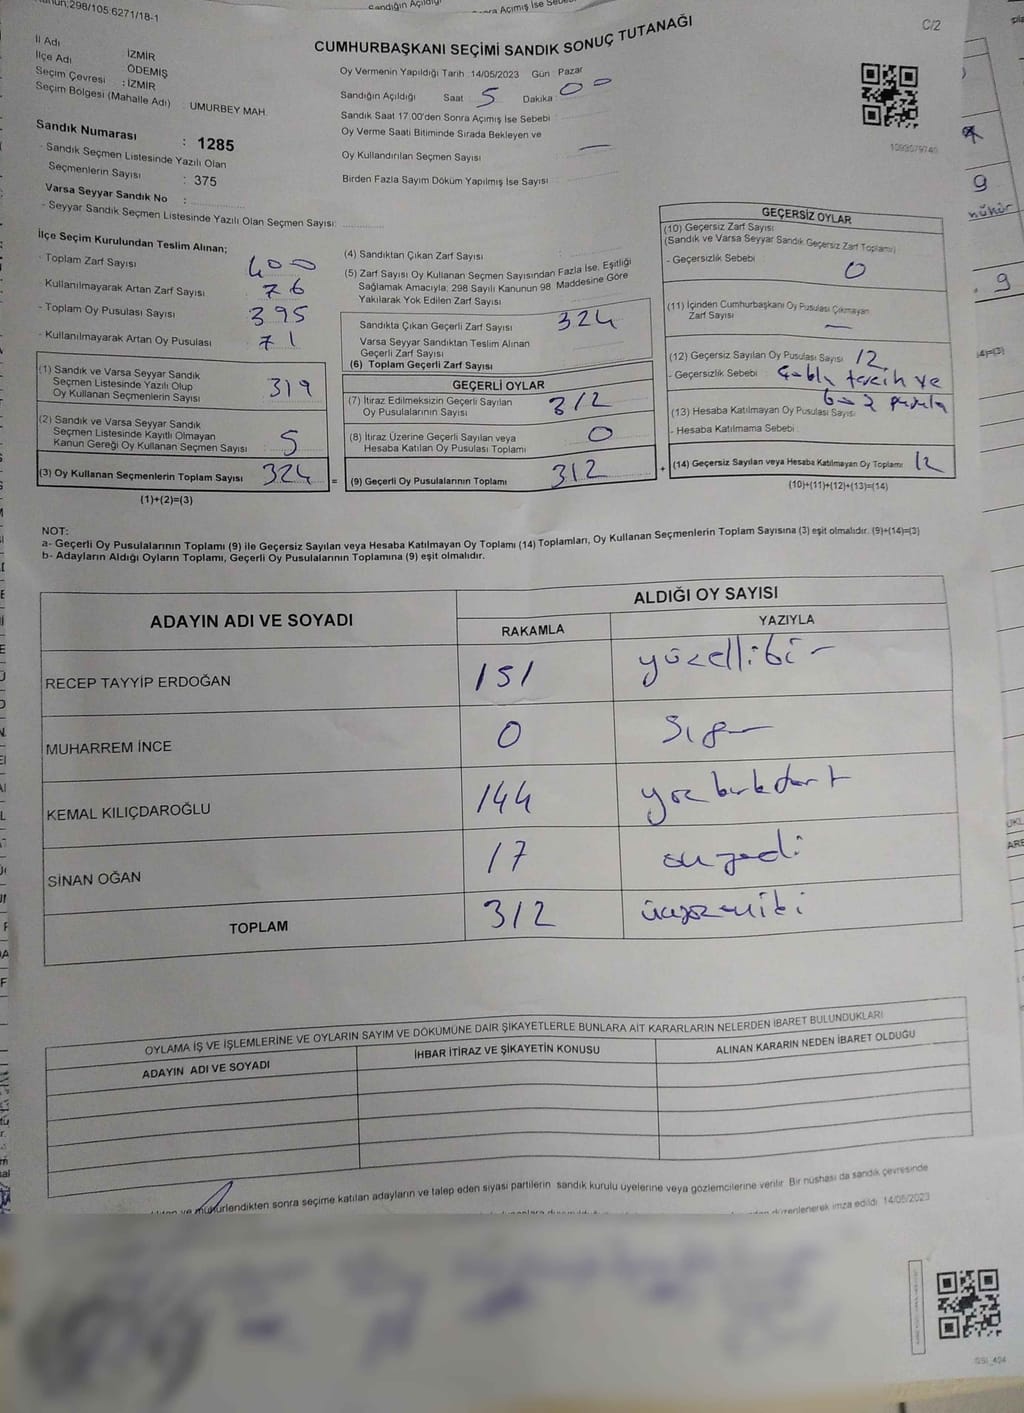 298/105.6271/18-1
C/2
CUMHURBAŞKANI SEÇİMİ SANDIK SONUÇ TUTANAĞI
İl Adı İZMİR
İlçe Adı ÖDEMİŞ
Seçim Çevresi : İZMİR
Seçim Bölgesi (Mahalle Adı) : UMURBEY MAH.
Sandık Numarası : 1285
- Sandık Seçmen Listesinde Yazılı Olan
Seçmenlerin Sayısı : 375
Varsa Seyyar Sandık No :
- Seyyar Sandık Seçmen Listesinde Yazılı Olan Seçmen Sayısı:
Oy Vermenin Yapıldığı Tarih :14/05/2023 Gün Pazar
Sandığın Açıldığı Saat 5 Dakika 00
Sandık Saat 17.00'den Sonra Açımış İse Sebebi
Oy Verme Saati Bitiminde Sırada Bekleyen ve
Oy Kullandırılan Seçmen Sayısı —
Birden Fazla Sayım Döküm Yapılmış İse Sayısı
1093579740
İlçe Seçim Kurulundan Teslim Alınan;
- Toplam Zarf Sayısı 400
Kullanılmayarak Artan Zarf Sayısı 76
- Toplam Oy Pusulası Sayısı 395
- Kullanılmayarak Artan Oy Pusulası 71
(1) Sandık ve Varsa Seyyar Sandık
Seçmen Listesinde Yazılı Olup
Oy Kullanan Seçmenlerin Sayısı 319
(2) Sandık ve Varsa Seyyar Sandık
Seçmen Listesinde Kayıtlı Olmayan
Kanun Gereği Oy Kullanan Seçmen Sayısı 5
(3) Oy Kullanan Seçmenlerin Toplam Sayısı 324
(1)+(2)=(3)
=
(4) Sandıktan Çıkan Zarf Sayısı
(5) Zarf Sayısı Oy Kullanan Seçmen Sayısından Fazla İse, Eşitliği
Sağlamak Amacıyla; 298 Sayılı Kanunun 98. Maddesine Göre
Yakılarak Yok Edilen Zarf Sayısı
Sandıkta Çıkan Geçerli Zarf Sayısı 324
Varsa Seyyar Sandıktan Teslim Alınan
Geçerli Zarf Sayısı
(6) Toplam Geçerli Zarf Sayısı
GEÇERLİ OYLAR
(7) İtiraz Edilmeksizin Geçerli Sayılan
Oy Pusulalarının Sayısı 312
(8) İtiraz Üzerine Geçerli Sayılan veya
Hesaba Katılan Oy Pusulası Toplamı 0
(9) Geçerli Oy Pusulalarının Toplamı 312
+
GEÇERSİZ OYLAR
(10) Geçersiz Zarf Sayısı
(Sandık ve Varsa Seyyar Sandık Geçersiz Zarf Toplamı)
- Geçersizlik Sebebi 0
(11) İçinden Cumhurbaşkanı Oy Pusulası Çıkmayan
Zarf Sayısı —
(12) Geçersiz Sayılan Oy Pusulası Sayısı 12
- Geçersizlik Sebebi tercih ve
pusula
(13) Hesaba Katılmayan Oy Pusulası Sayısı
- Hesaba Katılmama Sebebi
(14) Geçersiz Sayılan veya Hesaba Katılmayan Oy Toplamı 12
(10)+(11)+(12)+(13)=(14)
NOT:
a- Geçerli Oy Pusulalarının Toplamı (9) ile Geçersiz Sayılan veya Hesaba Katılmayan Oy Toplamı (14) Toplamları, Oy Kullanan Seçmenlerin Toplam Sayısına (3) eşit olmalıdır. (9)+(14)=(3)
b- Adayların Aldığı Oyların Toplamı, Geçerli Oy Pusulalarının Toplamına (9) eşit olmalıdır.
ADAYIN ADI VE SOYADI ALDIĞI OY SAYISI
RAKAMLA YAZIYLA
RECEP TAYYİP ERDOĞAN 151 yüzellibir
MUHARREM İNCE 0 Sıfır
KEMAL KILIÇDAROĞLU 144 yüzkırkdört
SİNAN OĞAN 17 onyedi
TOPLAM 312 üçyüzoniki
OYLAMA İŞ VE İŞLEMLERİNE VE OYLARIN SAYIM VE DÖKÜMÜNE DAİR ŞİKAYETLERLE BUNLARA AİT KARARLARIN NELERDEN İBARET BULUNDUKLARI
ADAYIN ADI VE SOYADI İHBAR İTİRAZ VE ŞİKAYETİN KONUSU ALINAN KARARIN NEDEN İBARET OLDUĞU
ve mühürlendikten sonra seçime katılan adayların ve talep eden siyasi partilerin sandık kurulu üyelerine veya gözlemcilerine verilir. Bir nüshası da sandık çevresinde
düzenlenerek imza edildi. 14/05/2023
GSI_404